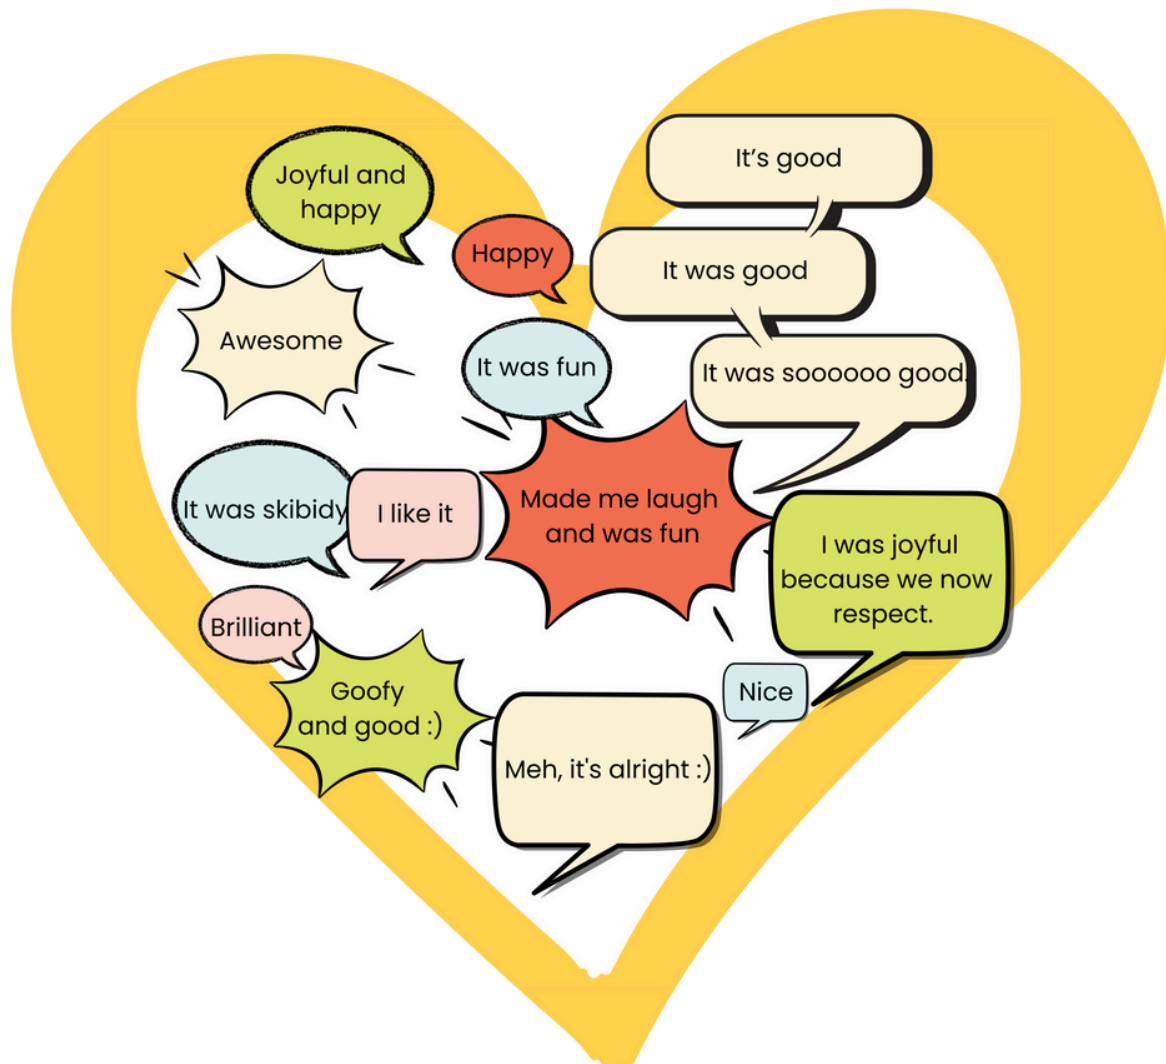 Joyful and
happy
Happy
It's good
It was good
Awesome
It was fun
It was soooooo good.
It was skibidy
I like it
Made me laugh
and was fun
I was joyful
because we now
respect.
Brilliant
Goofy
and good :)
Nice
Meh, it's alright :)